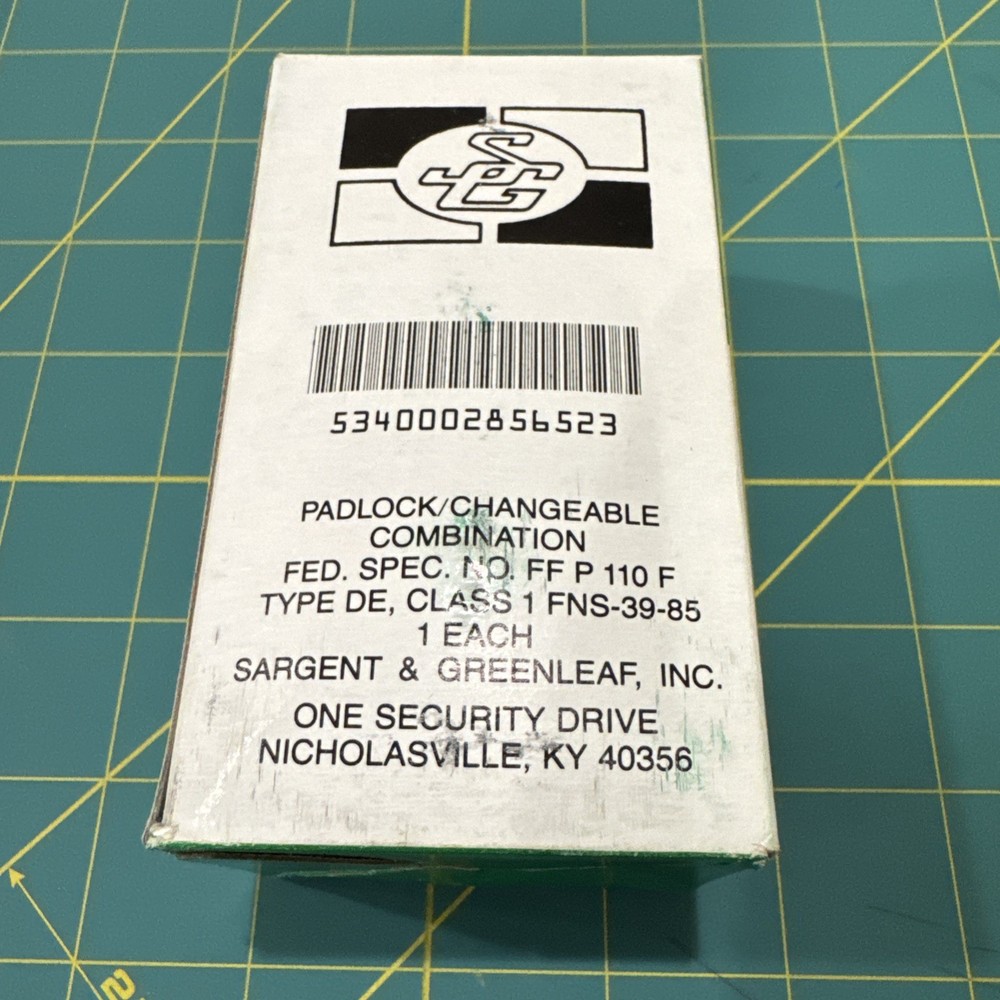 S&G
5340002856523
PADLOCK/CHANGEABLE
COMBINATION
FED. SPEC. NO. FF P 110 F
TYPE DE, CLASS 1 FNS-39-85
1 EACH
SARGENT & GREENLEAF, INC.
ONE SECURITY DRIVE
NICHOLASVILLE, KY 40356